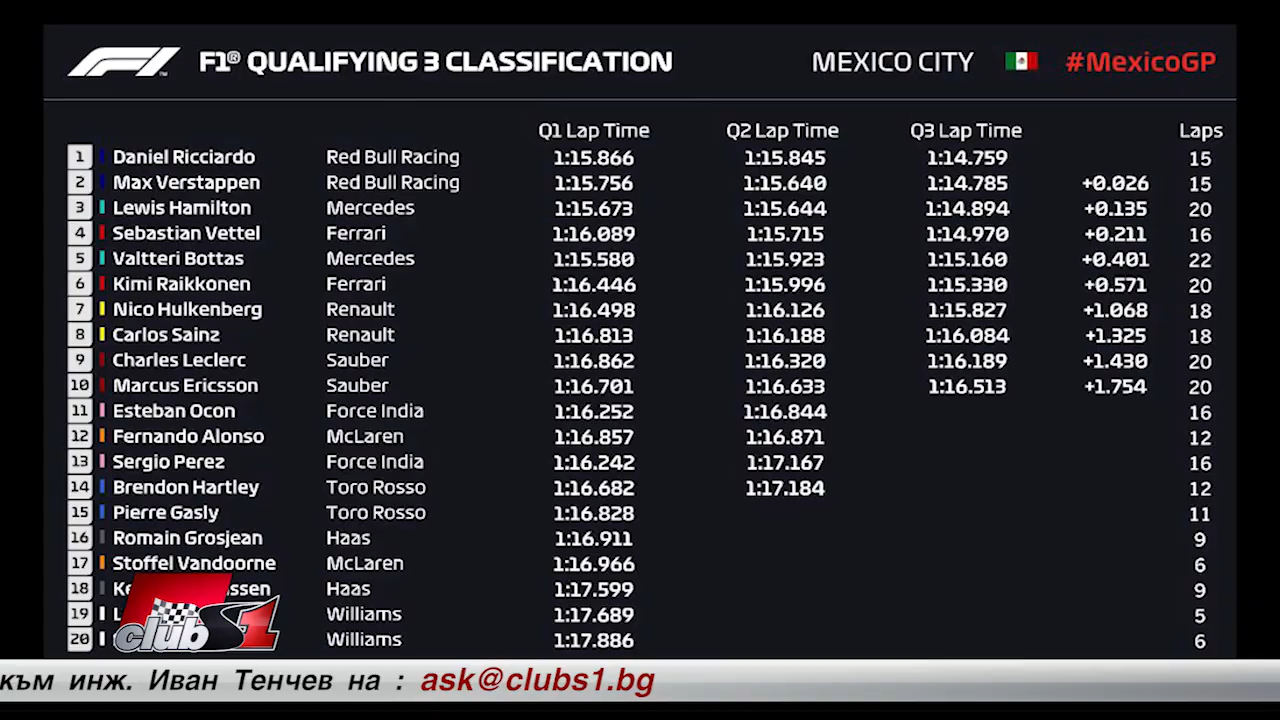 F1® QUALIFYING 3 CLASSIFICATION MEXICO CITY #MexicoGP
Q1 Lap Time Q2 Lap Time Q3 Lap Time Laps
1 Daniel Ricciardo Red Bull Racing 1:15.866 1:15.845 1:14.759 15
2 Max Verstappen Red Bull Racing 1:15.756 1:15.640 1:14.785 +0.026 15
3 Lewis Hamilton Mercedes 1:15.673 1:15.644 1:14.894 +0.135 20
4 Sebastian Vettel Ferrari 1:16.089 1:15.715 1:14.970 +0.211 16
5 Valtteri Bottas Mercedes 1:15.580 1:15.923 1:15.160 +0.401 22
6 Kimi Raikkonen Ferrari 1:16.446 1:15.996 1:15.330 +0.571 20
7 Nico Hulkenberg Renault 1:16.498 1:16.126 1:15.827 +1.068 18
8 Carlos Sainz Renault 1:16.813 1:16.188 1:16.084 +1.325 18
9 Charles Leclerc Sauber 1:16.862 1:16.320 1:16.189 +1.430 20
10 Marcus Ericsson Sauber 1:16.701 1:16.633 1:16.513 +1.754 20
11 Esteban Ocon Force India 1:16.252 1:16.844 16
12 Fernando Alonso McLaren 1:16.857 1:16.871 12
13 Sergio Perez Force India 1:16.242 1:17.167 16
14 Brendon Hartley Toro Rosso 1:16.682 1:17.184 12
15 Pierre Gasly Toro Rosso 1:16.828 11
16 Romain Grosjean Haas 1:16.911 9
17 Stoffel Vandoorne McLaren 1:16.966 6
18 Haas 1:17.599 9
19 Williams 1:17.689 5
20 Williams 1:17.886 6
club S1
към инж. Иван Тенчев на : ask@clubs1.bg